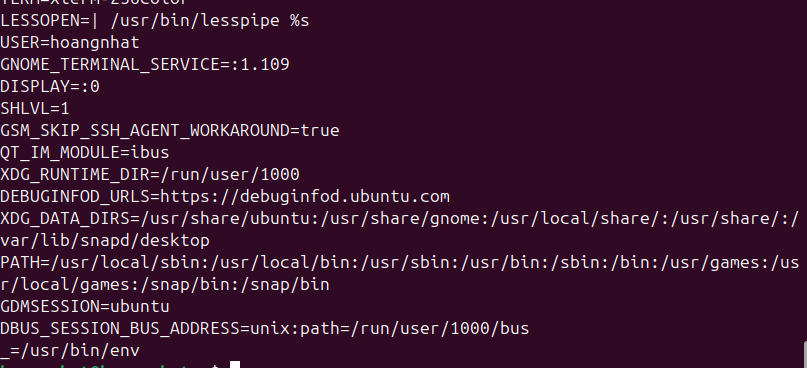 LESSOPEN=| /usr/bin/lesspipe %s
USER=hoangnhat
GNOME_TERMINAL_SERVICE=:1.109
DISPLAY=:0
SHLVL=1
GSM_SKIP_SSH_AGENT_WORKAROUND=true
QT_IM_MODULE=ibus
XDG_RUNTIME_DIR=/run/user/1000
DEBUGINFOD_URLS=https://debuginfod.ubuntu.com
XDG_DATA_DIRS=/usr/share/ubuntu:/usr/share/gnome:/usr/local/share/:/usr/share/:/
var/lib/snapd/desktop
PATH=/usr/local/sbin:/usr/local/bin:/usr/sbin:/usr/bin:/sbin:/bin:/usr/games:/us
r/local/games:/snap/bin:/snap/bin
GDMSESSION=ubuntu
DBUS_SESSION_BUS_ADDRESS=unix:path=/run/user/1000/bus
_=/usr/bin/env